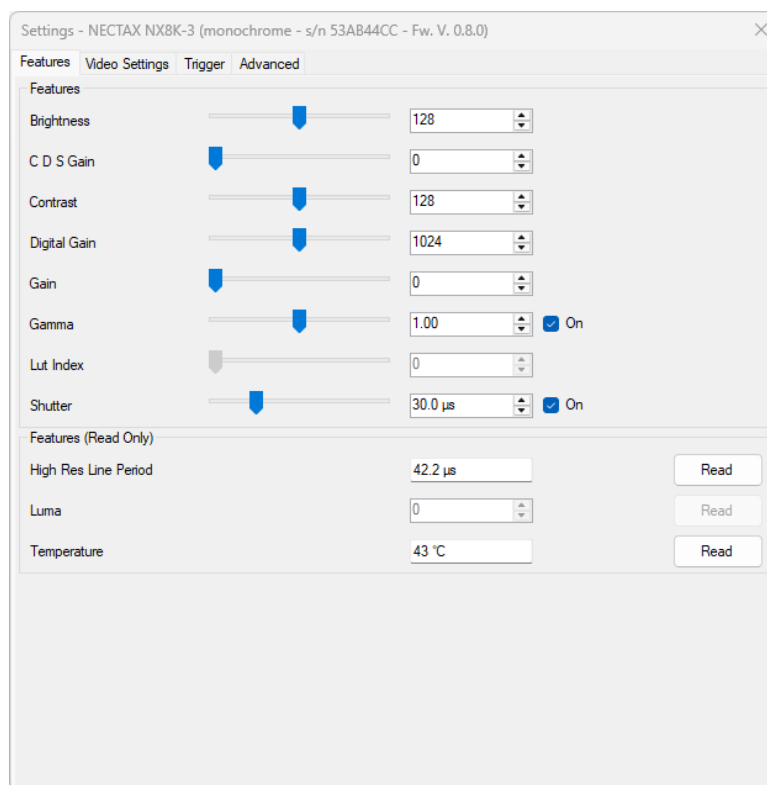 Settings - NECTAX NX8K-3 (monochrome - s/n 53AB44CC - Fw. V. 0.8.0)
Features Video Settings Trigger Advanced
Features
Brightness 128
C D S Gain 0
Contrast 128
Digital Gain 1024
Gain 0
Gamma 1.00 On
Lut Index 0
Shutter 30.0 µs On
Features (Read Only)
High Res Line Period 42.2 µs Read
Luma 0 Read
Temperature 43 °C Read